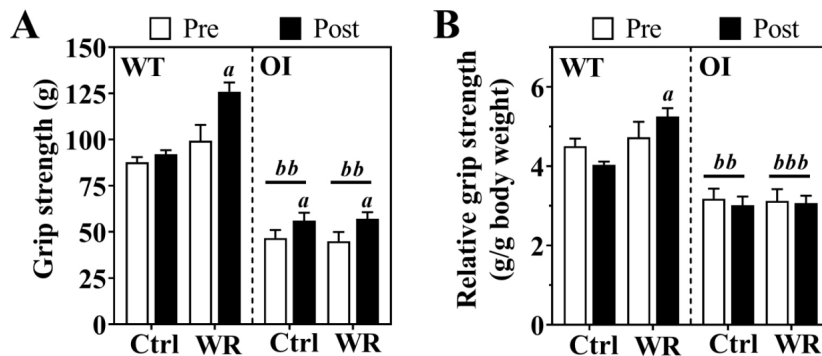 A
Pre
Post
Grip strength (g)
150
125
100
75
50
25
0
WT
OI
a
bb
a
bb
a
Ctrl
WR
Ctrl
WR
B
Pre
Post
Relative grip strength
(g/g body weight)
6
4
2
0
WT
OI
a
bb
bbb
Ctrl
WR
Ctrl
WR